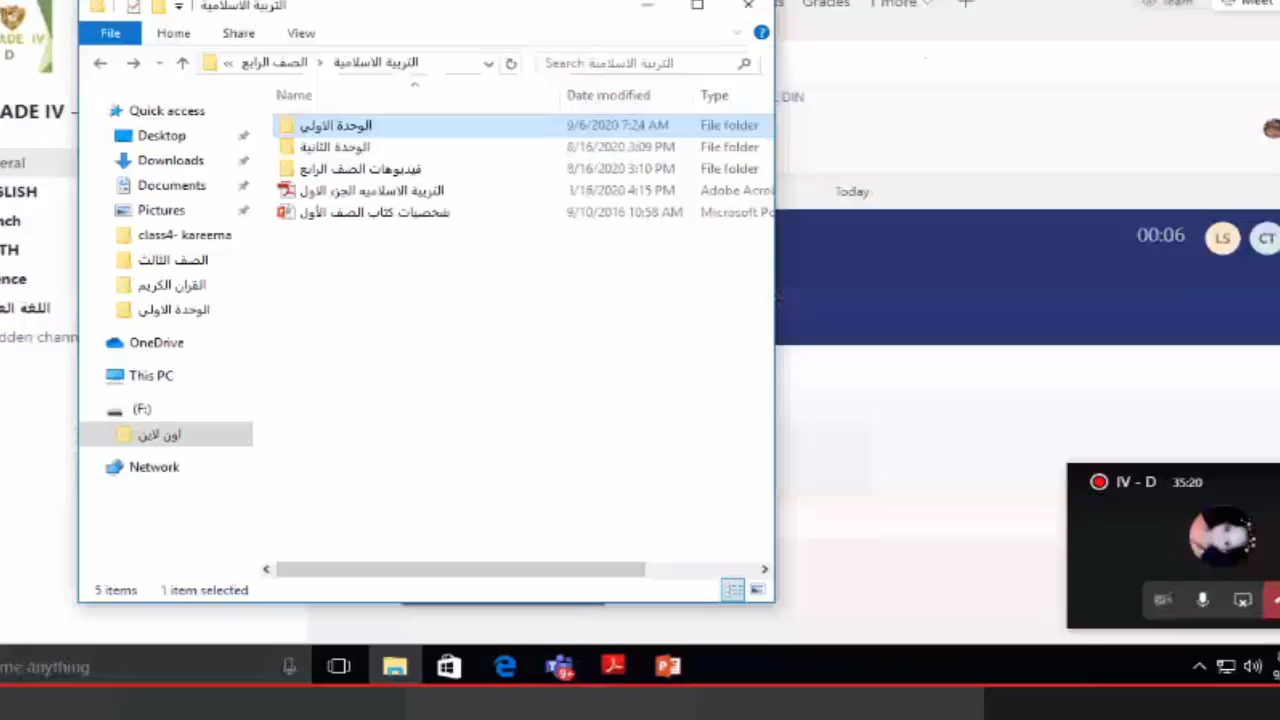 التربية الاسلامية
Grades
1 more
Team
Meet
ADE IV
D
File Home Share View
« الصف الرابع › التربية الاسلامية
Search التربية الاسلامية
Name Date modified Type
الوحدة الاولي 9/6/2020 7:24 AM File folder
الوحدة الثانية 8/16/2020 3:09 PM File folder
فيديوهات الصف الرابع 8/16/2020 3:10 PM File folder
التربية الاسلاميه الجزء الاول 3/16/2020 4:15 PM Adobe Acro
شخصيات كتاب الصف الأول 9/10/2016 10:58 AM Microsoft Po
Quick access
Desktop
Downloads
Documents
Pictures
class4- kareema
الصف الثالث
القران الكريم
الوحدة الاولي
OneDrive
This PC
(F:)
اون لاين
Network
5 items 1 item selected
ADE IV -
eral
GLISH
nch
TH
ence
اللغة الع
dden chann
DIN
Today
00:06
LS
CT
IV - D 35:20
me anything
9+